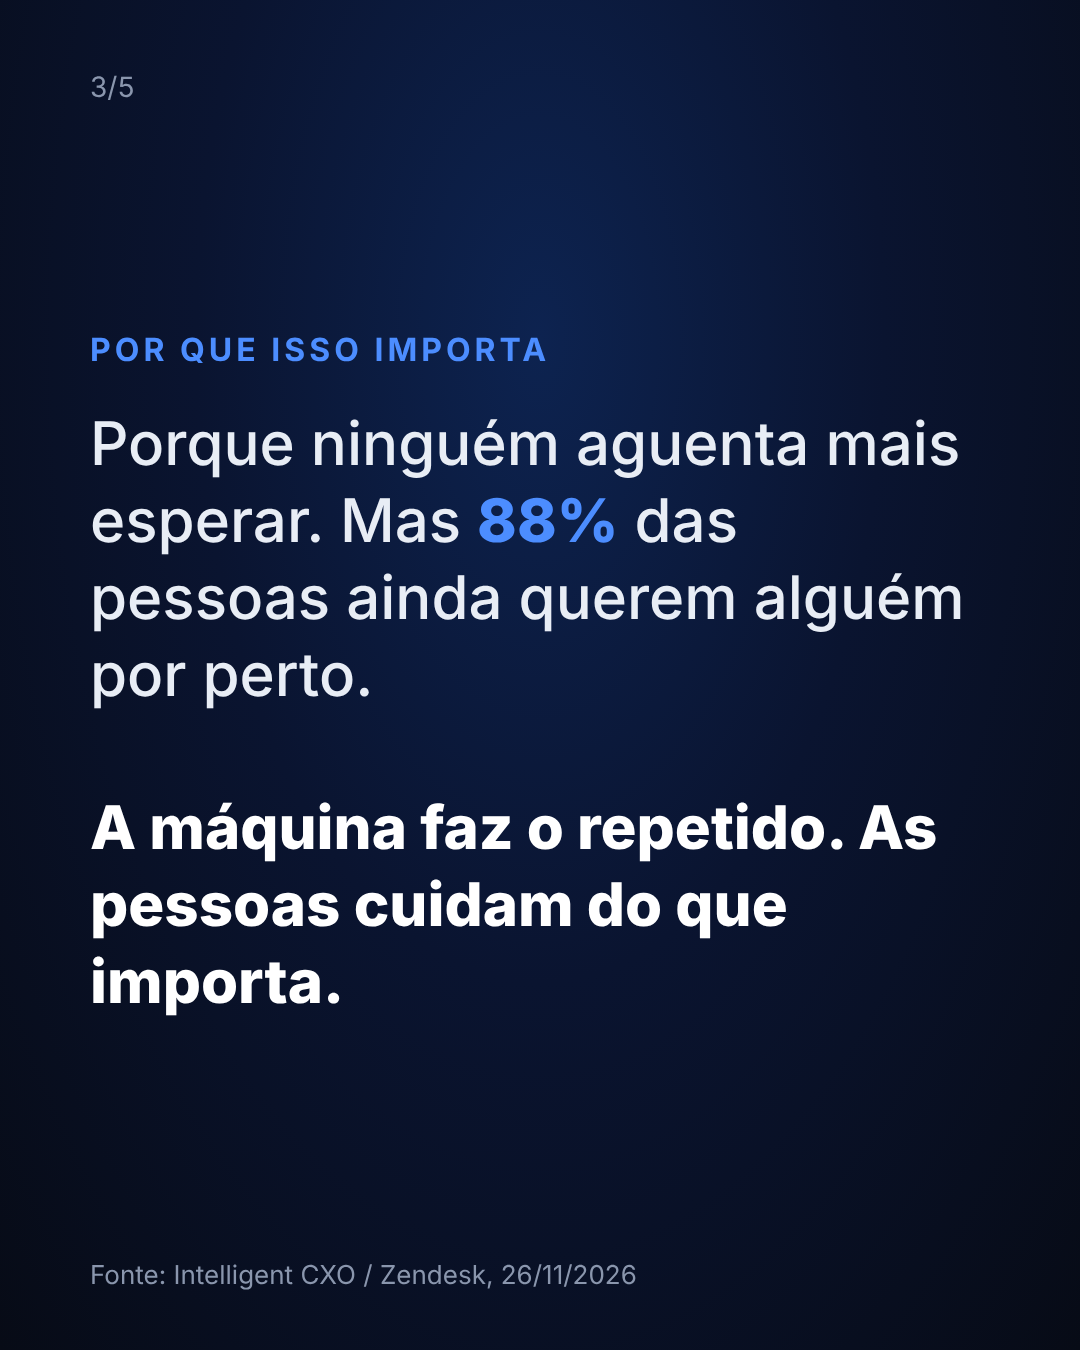 3/5
POR QUE ISSO IMPORTA
Porque ninguém aguenta mais
esperar. Mas 88% das
pessoas ainda querem alguém
por perto.
A máquina faz o repetido. As
pessoas cuidam do que
importa.
Fonte: Intelligent CXO / Zendesk, 26/11/2026